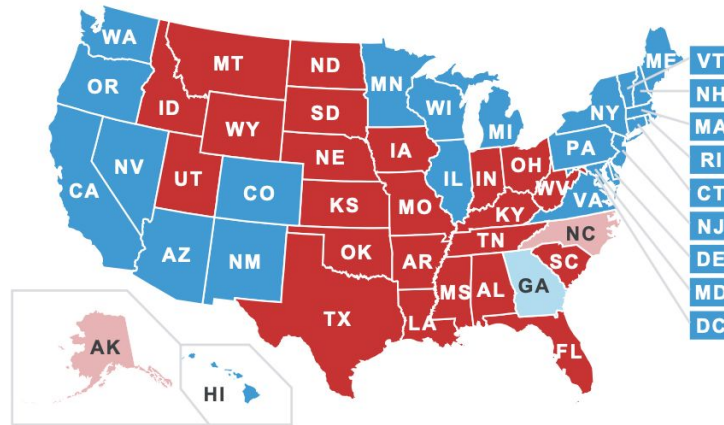 WA
OR
CA
NV
ID
MT
WY
UT
AZ
CO
NM
ND
SD
NE
KS
OK
TX
MN
IA
MO
AR
LA
WI
IL
MI
IN
OH
KY
TN
MS
AL
GA
FL
SC
NC
VA
WV
PA
NY
ME
VT
NH
MA
RI
CT
NJ
DE
MD
DC
AK
HI